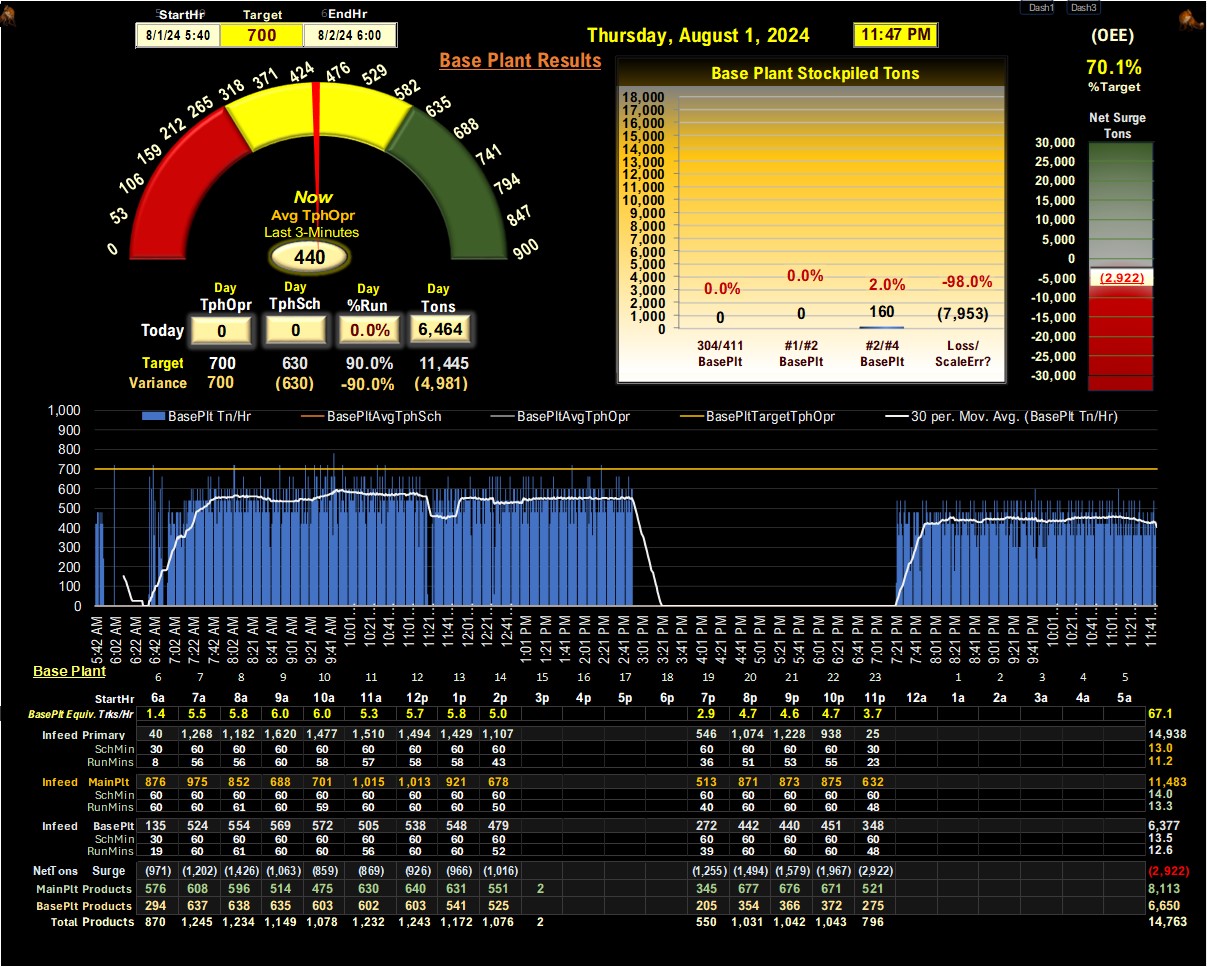 StartHr Target EndHr
8/1/24 5:40 700 8/2/24 6:00
Thursday, August 1, 2024 11:47 PM
Dash1 Dash3
(OEE)
70.1%
%Target
Base Plant Results
0 53 106 159 212 265 318 371 424 476 529 582 635 688 741 794 847 900
Now
Avg TphOpr
Last 3-Minutes
440
Day Day Day Day
TphOpr TphSch %Run Tons
Today 0 0 0.0% 6,464
Target 700 630 90.0% 11,445
Variance 700 (630) -90.0% (4,981)
Base Plant Stockpiled Tons
18,000
17,000
16,000
15,000
14,000
13,000
12,000
11,000
10,000
9,000
8,000
7,000
6,000
5,000
4,000
3,000
2,000
1,000
0
0.0% 0.0% 2.0% -98.0%
0 0 160 (7,953)
304/411 #1/#2 #2/#4 Loss/
BasePlt BasePlt BasePlt ScaleErr?
Net Surge
Tons
30,000
25,000
20,000
15,000
10,000
5,000
0
-5,000
-10,000
-15,000
-20,000
-25,000
-30,000
(2,922)
BasePlt Tn/Hr BasePltAvgTphSch BasePltAvgTphOpr BasePltTargetTphOpr 30 per. Mov. Avg. (BasePlt Tn/Hr)
1,000
900
800
700
600
500
400
300
200
100
0
5:42 AM 6:02 AM 6:22 AM 6:42 AM 7:02 AM 7:22 AM 7:42 AM 8:02 AM 8:21 AM 8:41 AM 9:01 AM 9:21 AM 9:41 AM 10:01... 10:21... 10:41... 11:01... 11:21... 11:41... 12:01... 12:21... 12:41... 1:01 PM 1:21 PM 1:41 PM 2:01 PM 2:21 PM 2:41 PM 3:01 PM 3:21 PM 3:41 PM 4:00 PM 4:20 PM 4:40 PM 5:00 PM 5:20 PM 5:40 PM 6:00 PM 6:20 PM 6:40 PM 7:01 PM 7:21 PM 7:41 PM 8:01 PM 8:21 PM 8:41 PM 9:01 PM 9:21 PM 9:41 PM 10:01... 10:21... 10:41... 11:01... 11:21... 11:41...
Base Plant
6 7 8 9 10 11 12 13 14 15 16 17 18 19 20 21 22 23 1 2 3 4 5
StartHr 6a 7a 8a 9a 10a 11a 12p 1p 2p 3p 4p 5p 6p 7p 8p 9p 10p 11p 12a 1a 2a 3a 4a 5a
BasePlt Equiv. Trks/Hr 1.4 5.5 5.8 6.0 6.0 5.3 5.7 5.8 5.0 2.9 4.7 4.6 4.7 3.7 67.1
Infeed Primary 40 1,268 1,182 1,620 1,477 1,510 1,494 1,429 1,107 546 1,074 1,228 938 25 14,938
SchMin 30 60 60 60 60 60 60 60 60 60 60 60 60 30 13.0
RunMins 8 56 56 60 58 57 58 58 43 36 51 53 55 23 11.2
Infeed MainPlt 876 975 852 688 701 1,015 1,013 921 678 513 871 873 875 632 11,483
SchMin 60 60 60 60 60 60 60 60 60 60 60 60 60 60 14.0
RunMins 60 60 61 60 59 60 60 60 50 40 60 60 60 48 13.3
Infeed BasePlt 135 524 554 569 572 505 538 548 479 272 442 440 451 348 6,377
SchMin 30 60 60 60 60 60 60 60 60 60 60 60 60 60 13.5
RunMins 19 60 61 60 60 56 60 60 52 39 60 60 60 48 12.6
NetTons Surge (971) (1,202) (1,426) (1,063) (859) (869) (926) (966) (1,016) (1,255) (1,494) (1,579) (1,967) (2,922) (2,922)
MainPlt Products 576 608 596 514 475 630 640 631 551 2 345 677 676 671 521 8,113
BasePlt Products 294 637 638 635 603 602 603 541 525 205 354 366 372 275 6,650
Total Products 870 1,245 1,234 1,149 1,078 1,232 1,243 1,172 1,076 2 550 1,031 1,042 1,043 796 14,763